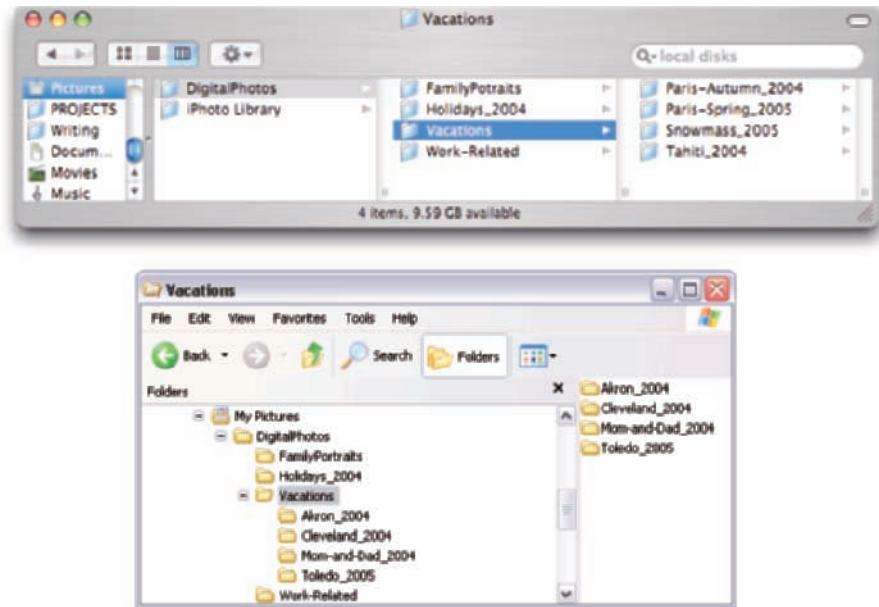 Vacations
local disks
Pictures DigitalPhotos FamilyPotraits Paris-Autumn_2004
PROJECTS iPhoto Library Holidays_2004 Paris-Spring_2005
Writing Vacations Snowmass_2005
Docum... Work-Related Tahiti_2004
Movies
Music
4 items, 9.59 GB available
Vacations
File Edit View Favorites Tools Help
Back Search Folders
Folders
My Pictures
DigitalPhotos
FamilyPortraits
Holidays_2004
Vacations
Akron_2004
Cleveland_2004
Mom-and-Dad_2004
Toledo_2005
Work-Related
Akron_2004
Cleveland_2004
Mom-and-Dad_2004
Toledo_2005